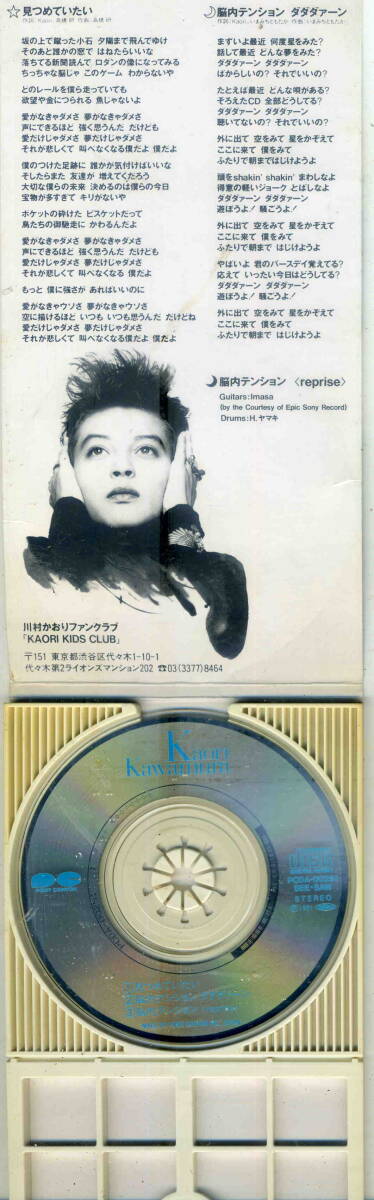 ☆見つめていたい
作詞：Kaori、高橋 研 作曲：高橋 研
坂の上で蹴った小石 夕陽まで飛んでゆけ
そのあと誰かの窓で はねたらいいな
落ちてる新聞読んで ロダンの像になってみる
ちっちゃな脳じゃ このゲーム わからないや
とのレールを僕ら走っていても
欲望や金につられる 魚じゃないよ
愛がなきゃダメさ 夢がなきゃダメさ
声にできるほど 強く思うんだ だけども
愛だけじゃダメさ 夢だけじゃダメさ
それが悲しくて 叫べなくなる僕だよ 僕だよ
僕のつけた足跡に 誰かが気付けばいいな
そしたらまた 友達が 増えてくだろう
大切な僕らの未来 決めるのは僕らの今日
宝物が多すぎて キリがないや
ポケットの砕けた ビスケットだって
鳥たちの御馳走に かわるんだよ
愛がなきゃダメさ 夢がなきゃダメさ
声にできるほど 強く思うんだ だけども
愛だけじゃダメさ 夢だけじゃダメさ
それが悲しくて 叫べなくなる 僕だよ
もっと 僕に強さが あればいいのに
愛がなきゃウソさ 夢がなきゃウソさ
空に描けるほど いつも いつも思うんだ だけどね
愛だけじゃダメさ 夢だけじゃダメさ
それが悲しくて 叫べなくなる僕だよ 僕だよ
脳内テンション ダダダァーン
まずいよ最近 何度星をみた?
話して最近 どんな夢をみた?
ダダダァーン ダダダァーン
ばからしいの? それでいいの?
たとえば最近 どんな唄がある?
そろえたCD 全部どうしてる?
ダダダァーン ダダダァーン
聴いてないの? それでいいの?
外に出て 空をみて 星をかぞえて
ここに来て 僕をみて
ふたりで朝まではじけようよ
頭をshakin' shakin' まわしなよ
得意の軽いジョーク とばしなよ
ダダダァーン ダダダァーン
遊ぼうよ! 騒ごうよ!
外に出て 空をみて 星をかぞえて
ここに来て 僕をみて
ふたりで朝まで はじけようよ
やばいよ 君のバースデイ覚えてる?
応えて いったい今日はどうしてる?
ダダダァーン ダダダァーン
遊ぼうよ! 騒ごうよ!
外に出て 空をみて 星をかぞえて
ここに来て 僕をみて
ふたりで朝まで はじけようよ
脳内テンション〈reprise〉
Guitars:Imasa
(by the Courtesy of Epic Sony Record)
Drums:H.ヤマキ
川村かおりファンクラブ
「KAORI KIDS CLUB」
〒151 東京都渋谷区代々木1-10-1
代々木第2ライオンズマンション202 ☎03(3377)8464
Kaori
Kawamura
PONY CANYON
SEE・SAW
STEREO